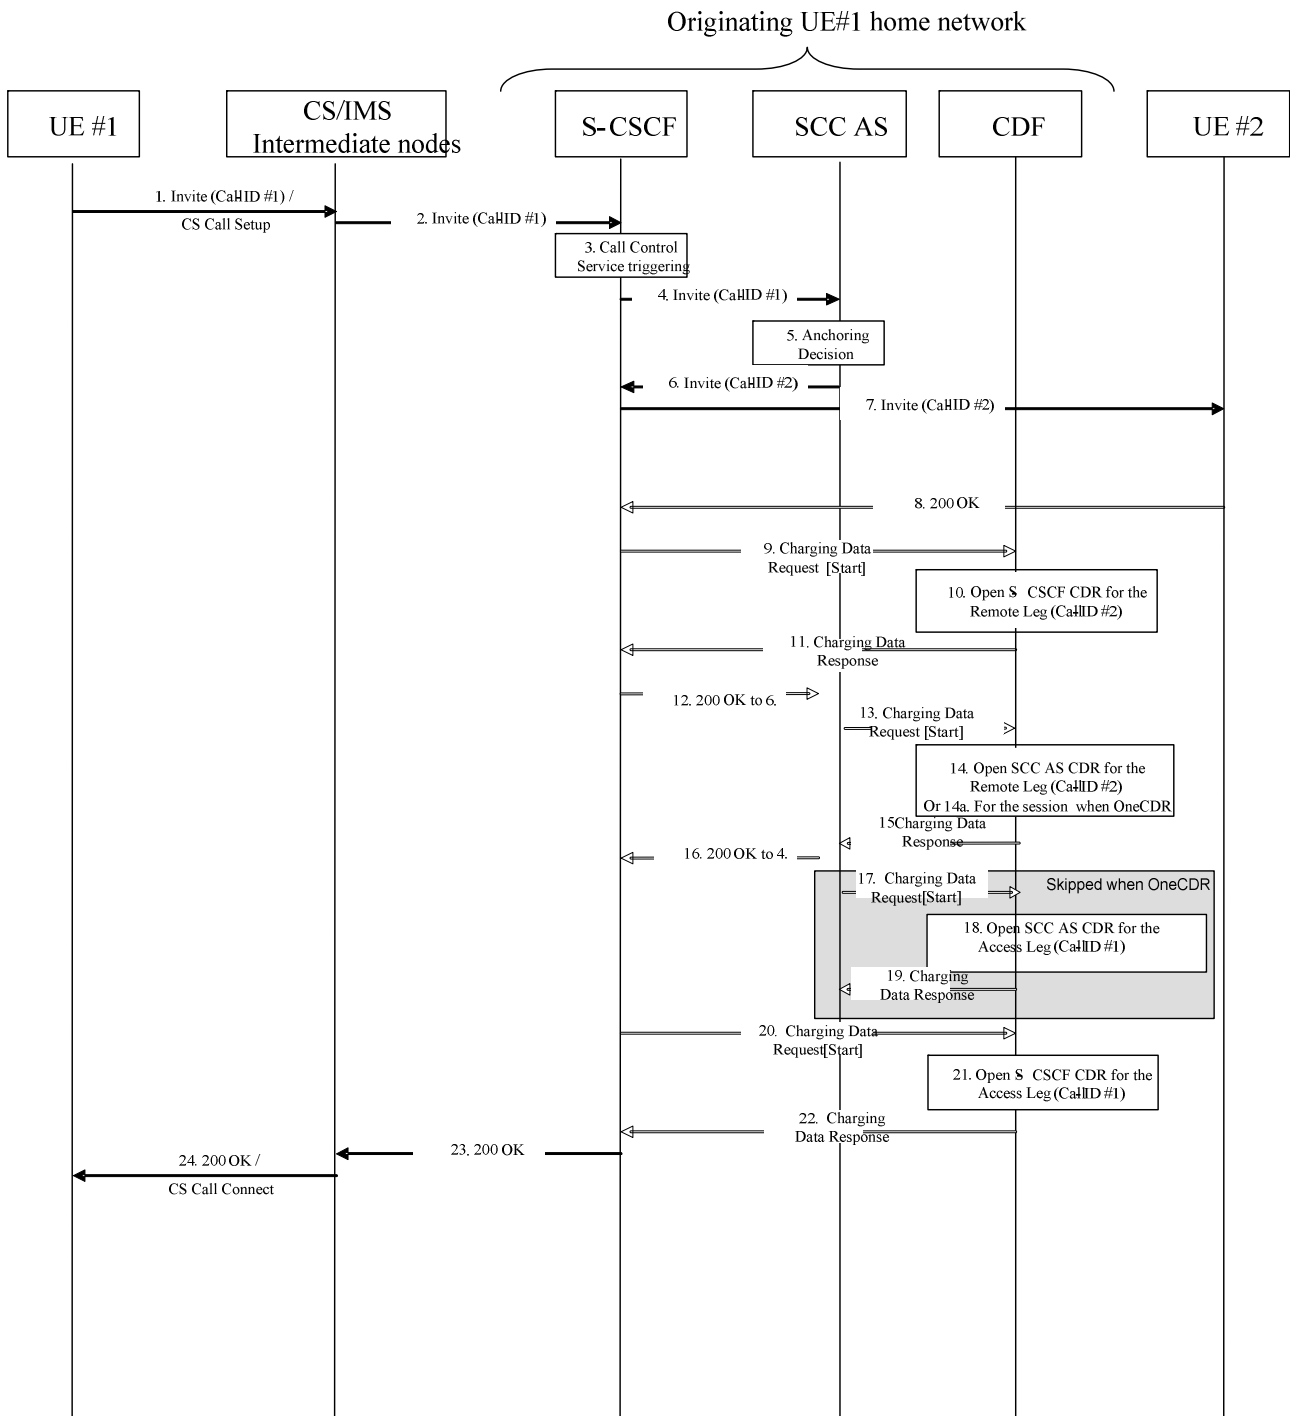 Originating UE#1 home network
UE #1
CS/IMS
Intermediate nodes
S-CSCF
SCC AS
CDF
UE #2
1. Invite (Call-ID #1) /
CS Call Setup
2. Invite (Call-ID #1)
3. Call Control
Service triggering
4. Invite (Call-ID #1)
5. Anchoring
Decision
6. Invite (Call-ID #2)
7. Invite (Call-ID #2)
8. 200 OK
9. Charging Data
Request [Start]
10. Open S-CSCF CDR for the
Remote Leg (Call-ID #2)
11. Charging Data
Response
12. 200 OK to 6.
13. Charging Data
Request [Start]
14. Open SCC AS CDR for the
Remote Leg (Call-ID #2)
Or 14a. For the session when OneCDR
15Charging Data
Response
16. 200 OK to 4.
17. Charging Data
Request[Start]
Skipped when OneCDR
18. Open SCC AS CDR for the
Access Leg (Call-ID #1)
19. Charging
Data Response
20. Charging Data
Request[Start]
21. Open S-CSCF CDR for the
Access Leg (Call-ID #1)
22. Charging
Data Response
23. 200 OK
24. 200 OK /
CS Call Connect